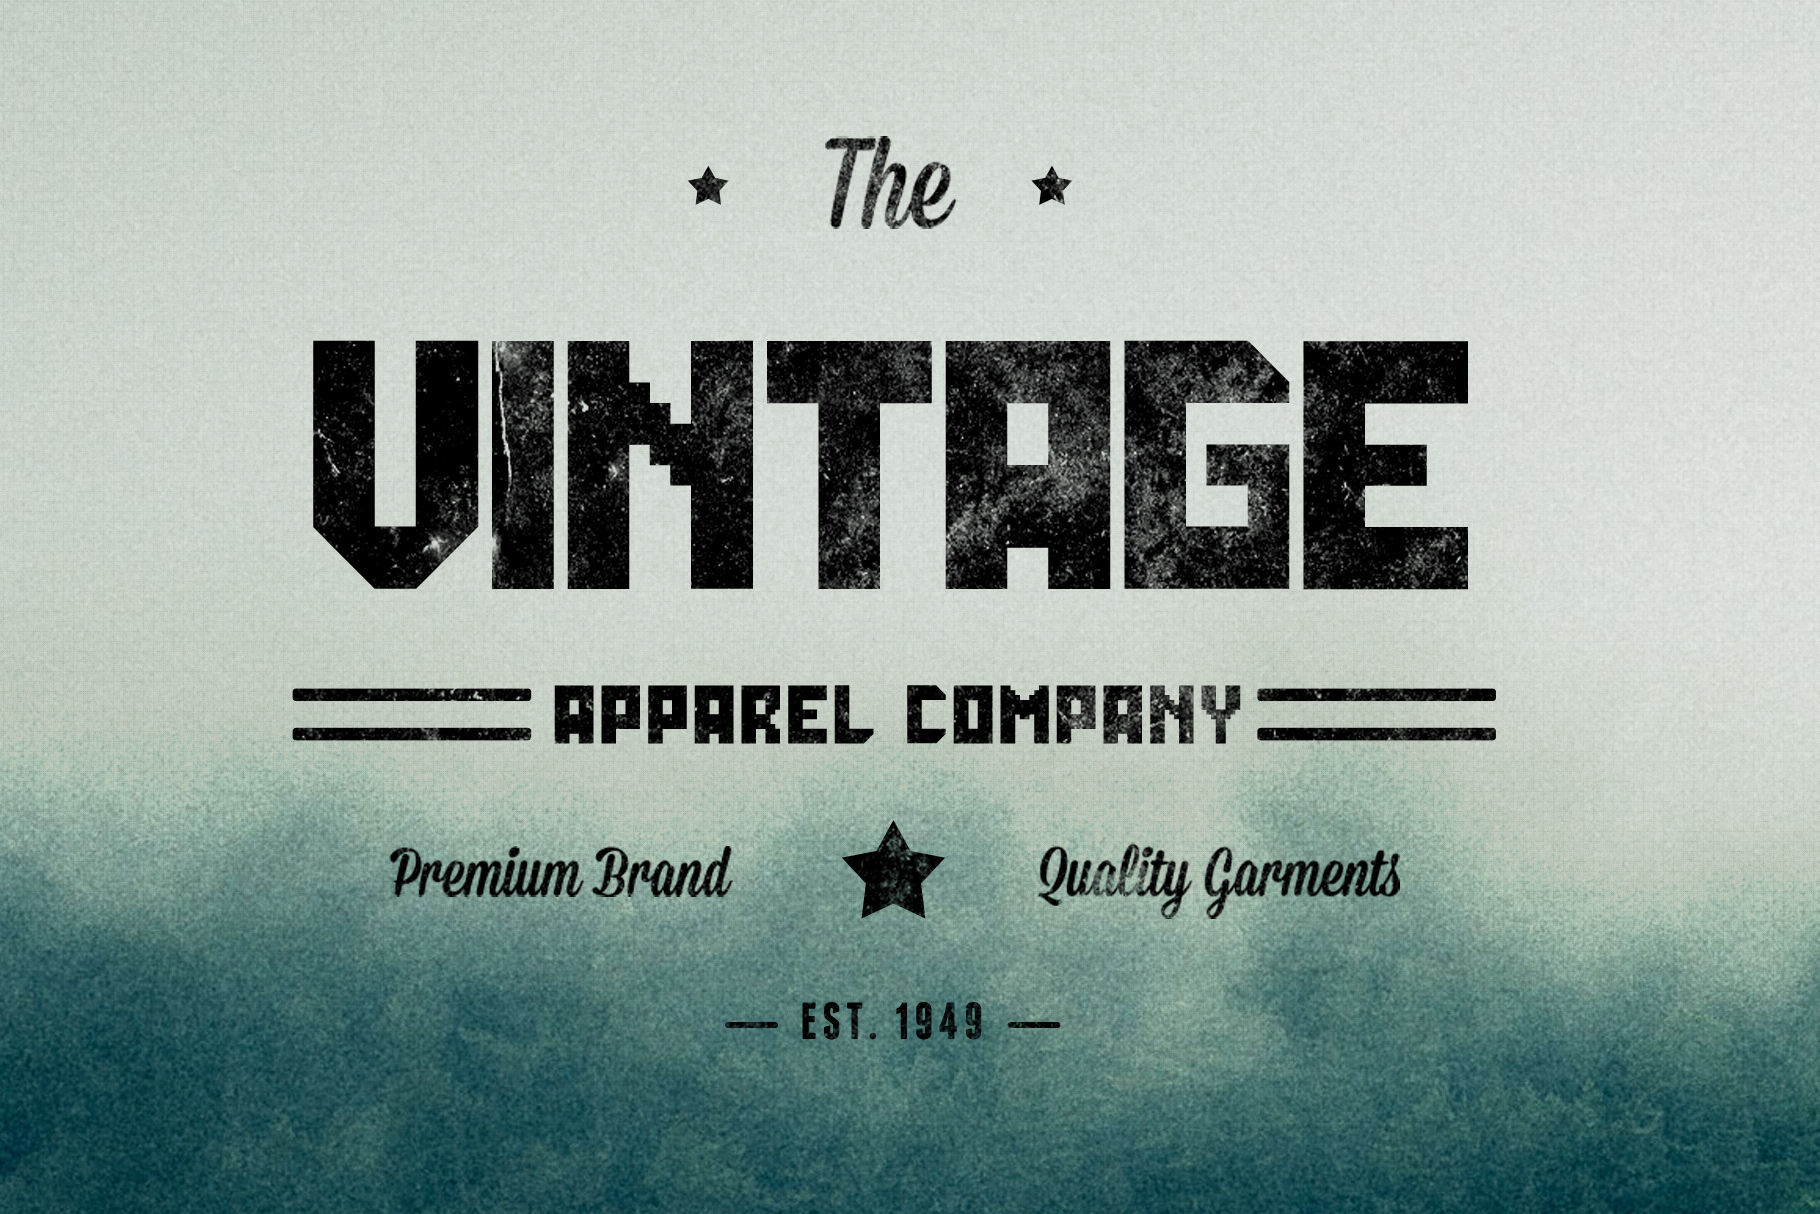 The
VINTAGE
APPAREL COMPANY
Premium Brand
Quality Garments
EST. 1949